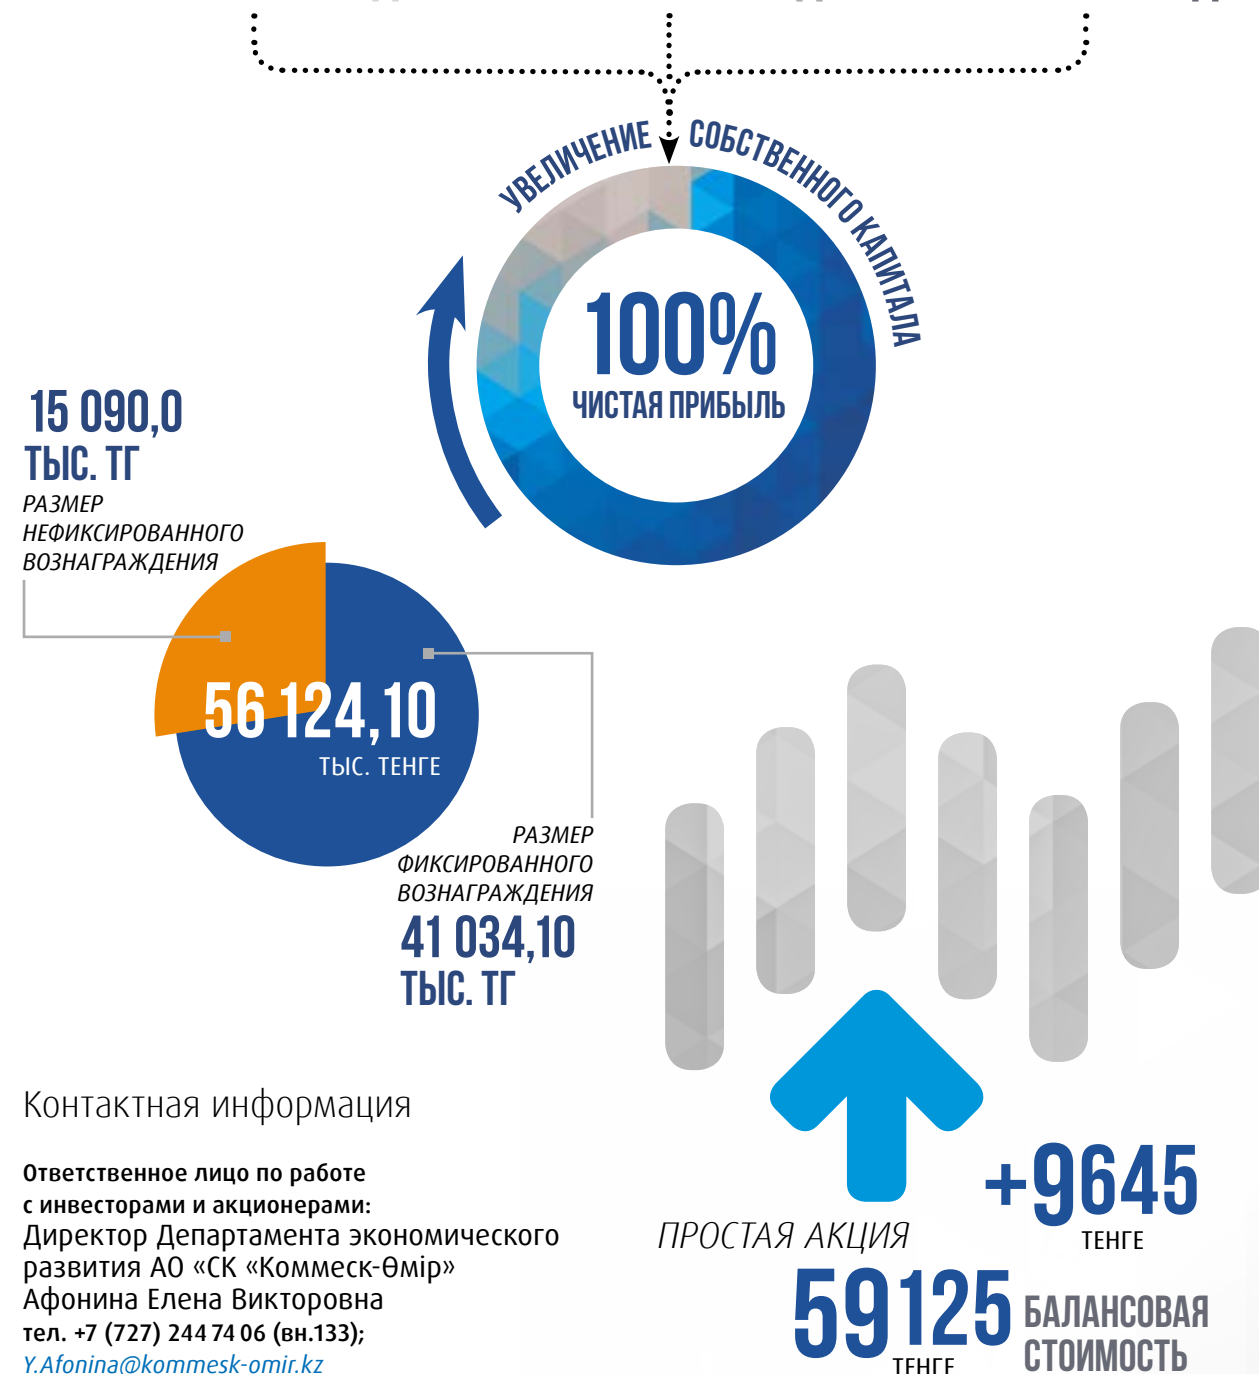 УВЕЛИЧЕНИЕ СОБСТВЕННОГО КАПИТАЛА
100%
ЧИСТАЯ ПРИБЫЛЬ
15 090,0
ТЫС. ТГ
РАЗМЕР
НЕФИКСИРОВАННОГО
ВОЗНАГРАЖДЕНИЯ
56 124,10
ТЫС. ТЕНГЕ
РАЗМЕР
ФИКСИРОВАННОГО
ВОЗНАГРАЖДЕНИЯ
41 034,10
ТЫС. ТГ
Контактная информация
Ответственное лицо по работе
с инвесторами и акционерами:
Директор Департамента экономического
развития АО «СК «Коммеск-Өмір»
Афонина Елена Викторовна
тел. +7 (727) 244 74 06 (вн.133);
Y.Afonina@kommesk-omir.kz
+9645
ТЕНГЕ
ПРОСТАЯ АКЦИЯ
59125
ТЕНГЕ
БАЛАНСОВАЯ
СТОИМОСТЬ